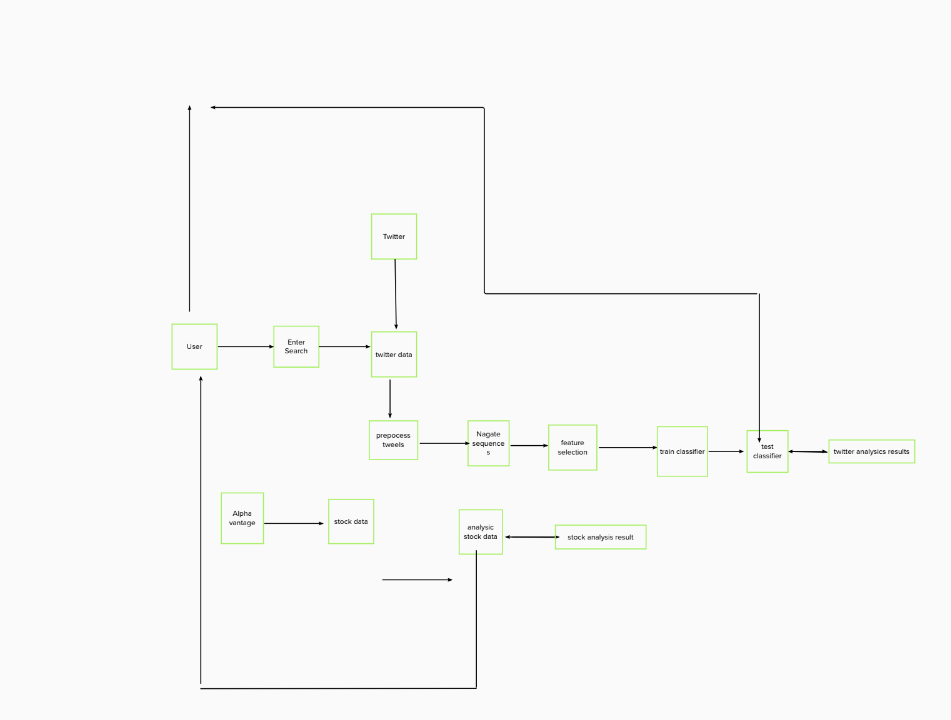 Twitter
User
Enter
Search
twitter data
prepocess
tweels
Nagate
sequence
s
feature
selection
train classifier
test
classifier
twitter analysics results
Alpha
vantage
stock data
analysic
stock data
stock analysis result